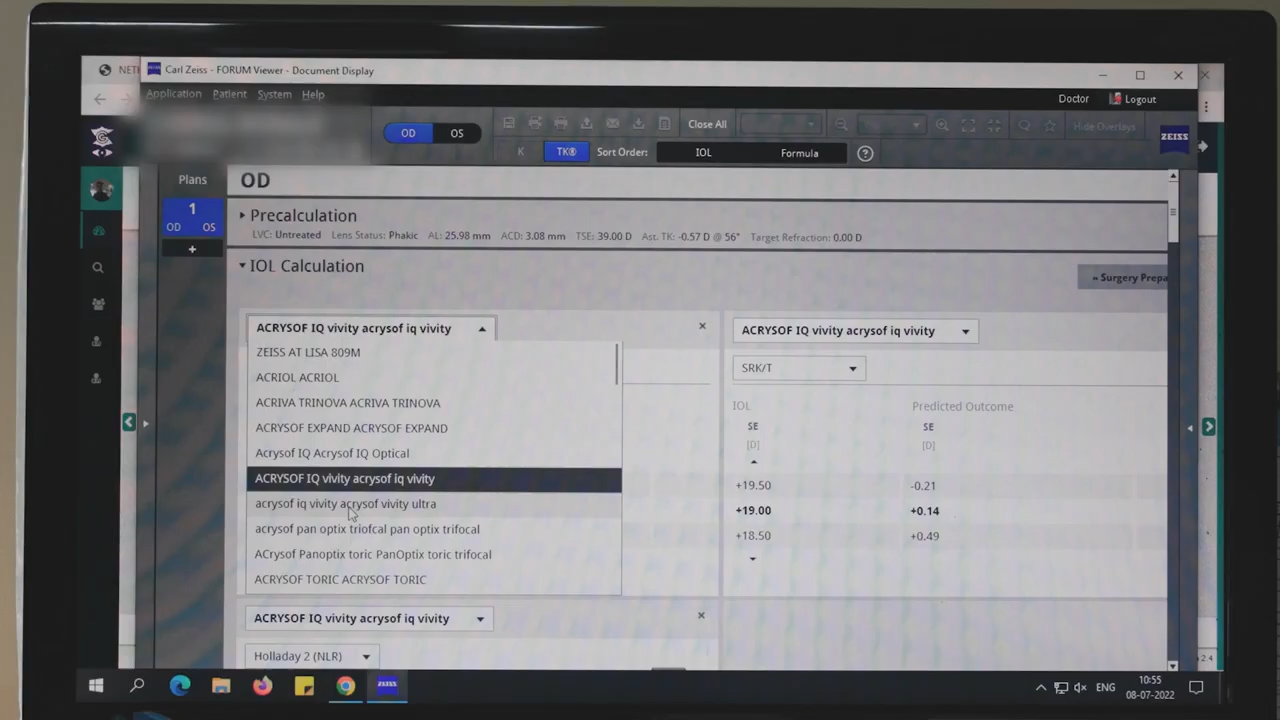 NET
Carl Zeiss - FORUM Viewer - Document Display
Application Patient System Help
Doctor Logout
OD OS
Close All
Hide Overlays
ZEISS
K TK® Sort Order: IOL Formula ?
Plans
OD
1
OD OS
+
Precalculation
LVC: Untreated Lens Status: Phakic AL: 25.98 mm ACD: 3.08 mm TSE: 39.00 D Ast. TK: -0.57 D @ 56° Target Refraction: 0.00 D
IOL Calculation
» Surgery Prepa
ACRYSOF IQ vivity acrysof iq vivity
ZEISS AT LISA 809M
ACRIOL ACRIOL
ACRIVA TRINOVA ACRIVA TRINOVA
ACRYSOF EXPAND ACRYSOF EXPAND
Acrysof IQ Acrysof IQ Optical
ACRYSOF IQ vivity acrysof iq vivity
acrysof iq vivity acrysof vivity ultra
acrysof pan optix triofcal pan optix trifocal
ACrysof Panoptix toric PanOptix toric trifocal
ACRYSOF TORIC ACRYSOF TORIC
ACRYSOF IQ vivity acrysof iq vivity
SRK/T
IOL Predicted Outcome
SE SE
[D] [D]
+19.50 -0.21
+19.00 +0.14
+18.50 +0.49
ACRYSOF IQ vivity acrysof iq vivity
Holladay 2 (NLR)
2.4
ZEISS
ENG
10:55
08-07-2022